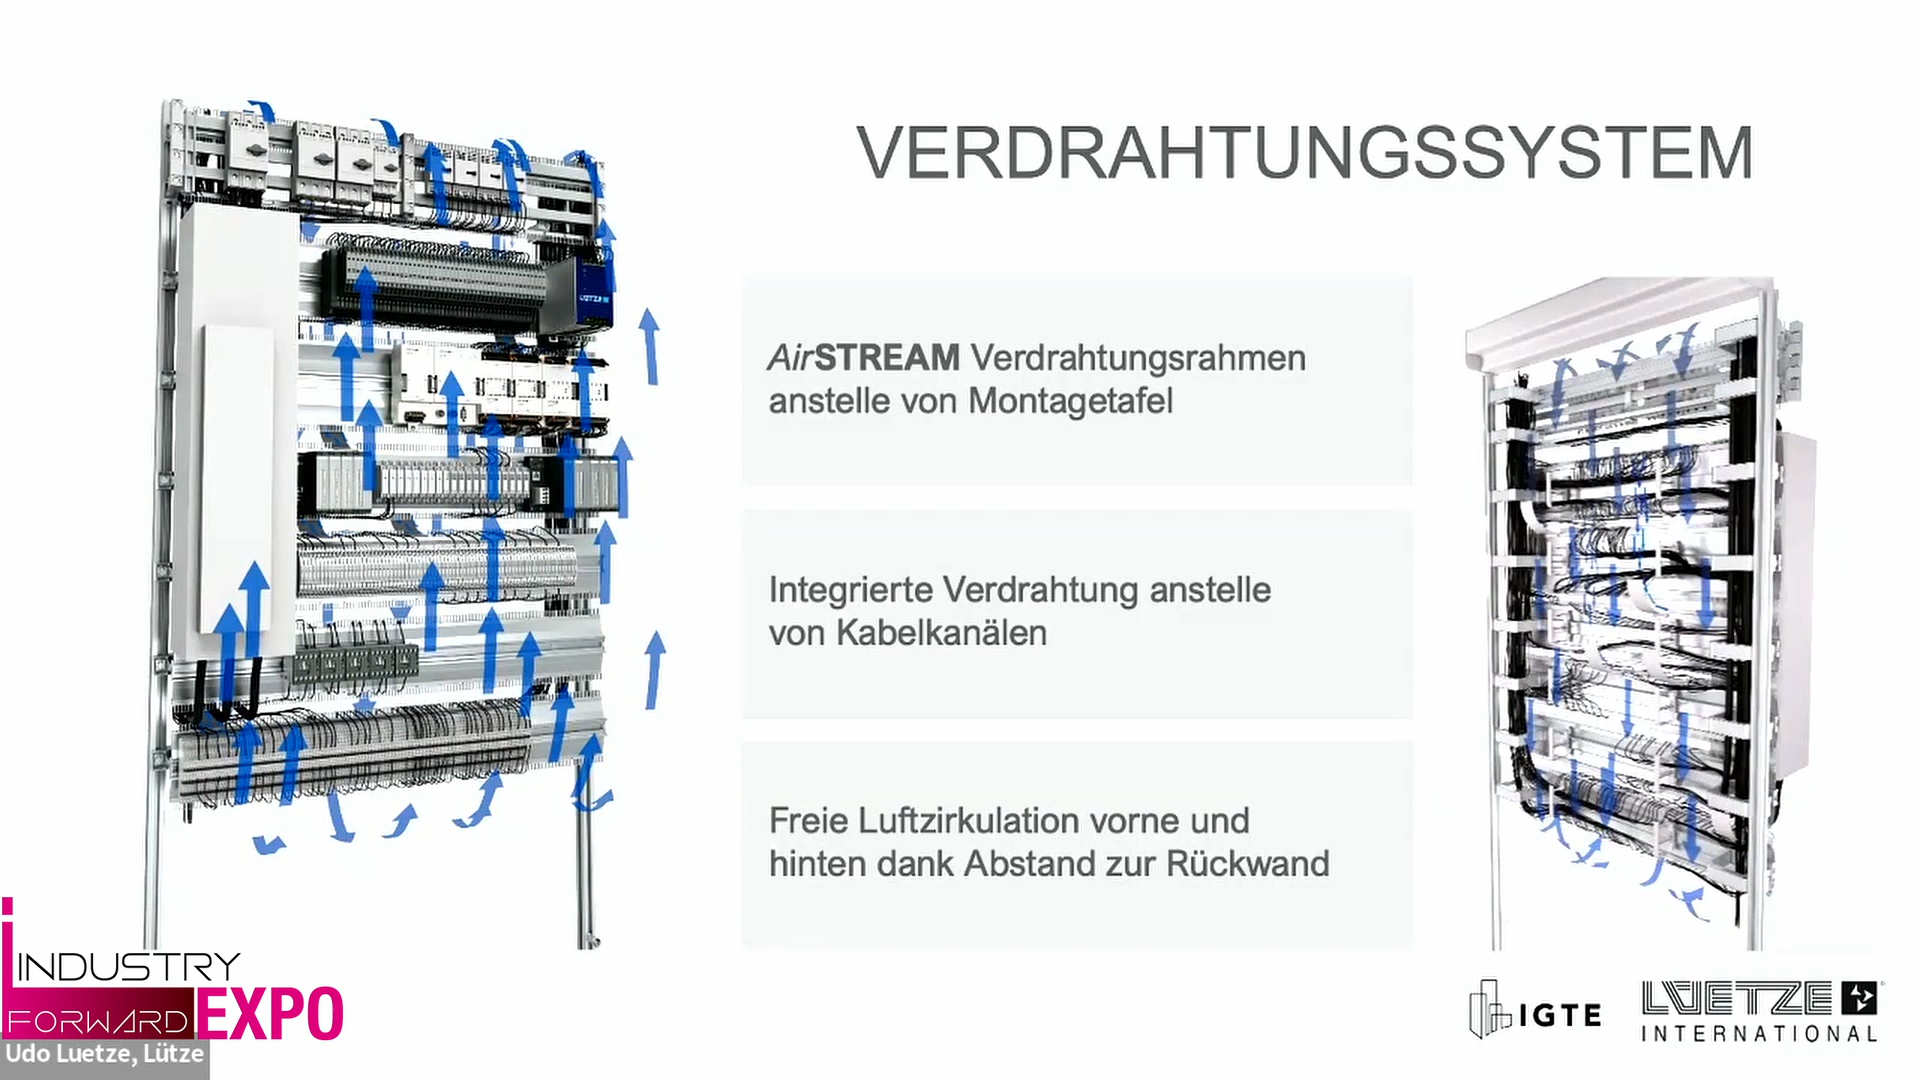 VERDRAHTUNGSSYSTEM
AirSTREAM Verdrahtungsrahmen
anstelle von Montagetafel
Integrierte Verdrahtung anstelle
von Kabelkanälen
Freie Luftzirkulation vorne und
hinten dank Abstand zur Rückwand
LUETZE
INDUSTRY
FORWARD EXPO
Udo Luetze, Lütze
IGTE
LUETZE
INTERNATIONAL